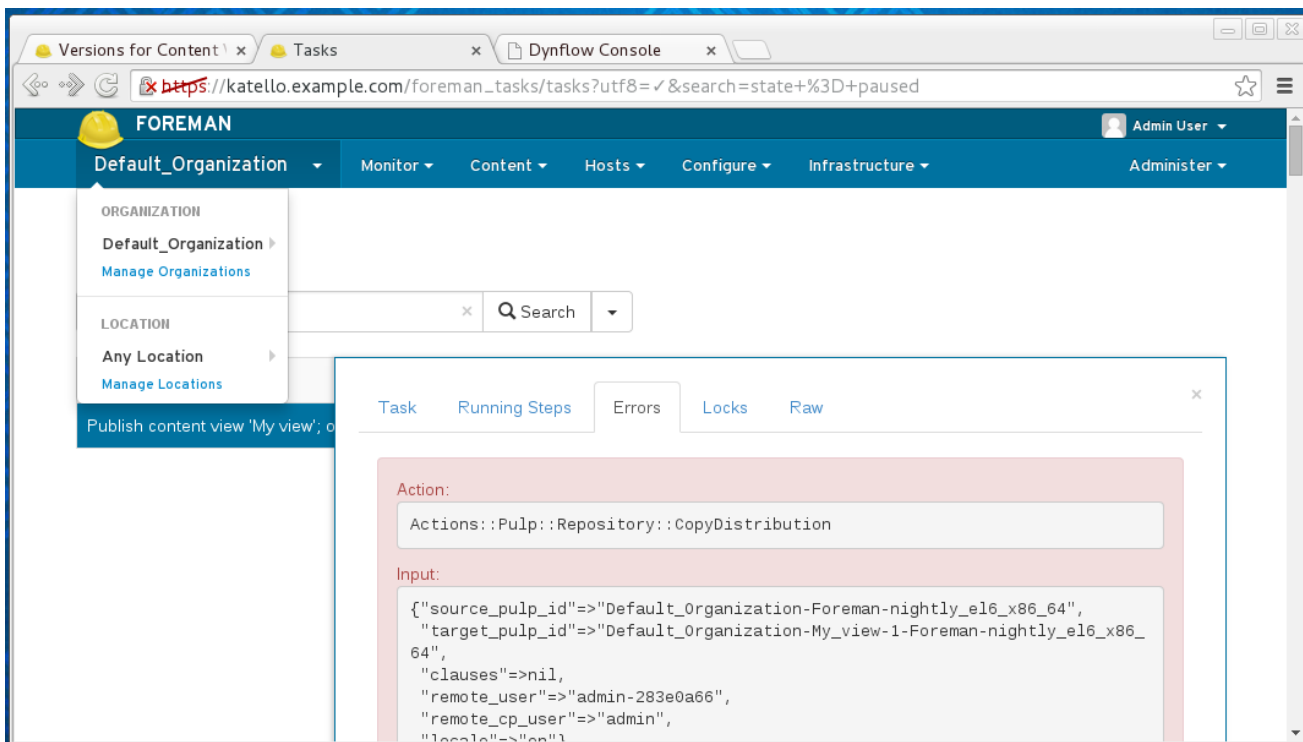 Versions for Content
Tasks
Dynflow Console
https://katello.example.com/foreman_tasks/tasks?utf8=✓&search=state+%3D+paused
FOREMAN
Admin User
Default_Organization
Monitor
Content
Hosts
Configure
Infrastructure
Administer
ORGANIZATION
Default_Organization
Manage Organizations
LOCATION
Any Location
Manage Locations
Search
Publish content view 'My view'; o
Task
Running Steps
Errors
Locks
Raw
Action:
Actions::Pulp::Repository::CopyDistribution
Input:
{"source_pulp_id"=>"Default_Organization-Foreman-nightly_el6_x86_64",
"target_pulp_id"=>"Default_Organization-My_view-1-Foreman-nightly_el6_x86_
64",
"clauses"=>nil,
"remote_user"=>"admin-283e0a66",
"remote_cp_user"=>"admin",
"locale"=>"en"}